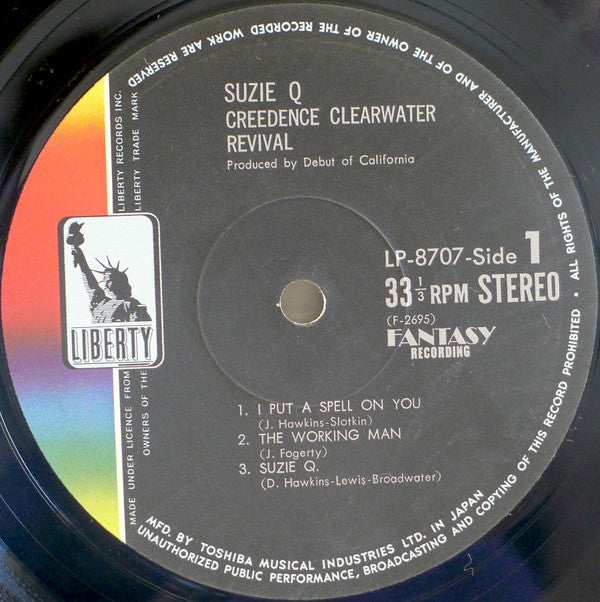 SUZIE Q
CREEDENCE CLEARWATER
REVIVAL
Produced by Debut of California
LP-8707-Side 1
33 1/3 RPM STEREO
(F-2695)
FANTASY
RECORDING
LIBERTY
1. I PUT A SPELL ON YOU
(J. Hawkins-Slotkin)
2. THE WORKING MAN
(J. Fogerty)
3. SUZIE Q.
(D. Hawkins-Lewis-Broadwater)
MADE UNDER LICENCE FROM LIBERTY RECORDS INC.
OWNERS OF THE LIBERTY TRADE MARK
• ALL RIGHTS OF THE MANUFACTURER AND OF THE OWNER OF THE RECORDED WORK ARE RESERVED
MFD. BY TOSHIBA MUSICAL INDUSTRIES LTD. IN JAPAN
UNAUTHORIZED PUBLIC PERFORMANCE, BROADCASTING AND COPYING OF THIS RECORD PROHIBITED